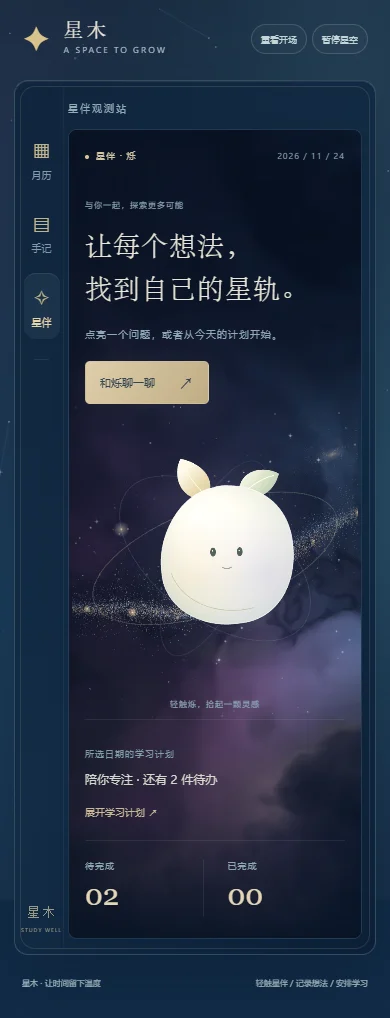 星木
A SPACE TO GROW
重看开场
暂停星空
星伴观测站
月历
手记
星伴
星伴 · 烁
2026 / 11 / 24
与你一起，探索更多可能
让每个想法，
找到自己的星轨。
点亮一个问题，或者从今天的计划开始。
和烁聊一聊 ↗
轻触烁，拾起一颗灵感
所选日期的学习计划
陪你专注 · 还有 2 件待办
展开学习计划 ↗
待完成
02
已完成
00
星木
STUDY WELL
星木 · 让时间留下温度
轻触星伴 / 记录想法 / 安排学习